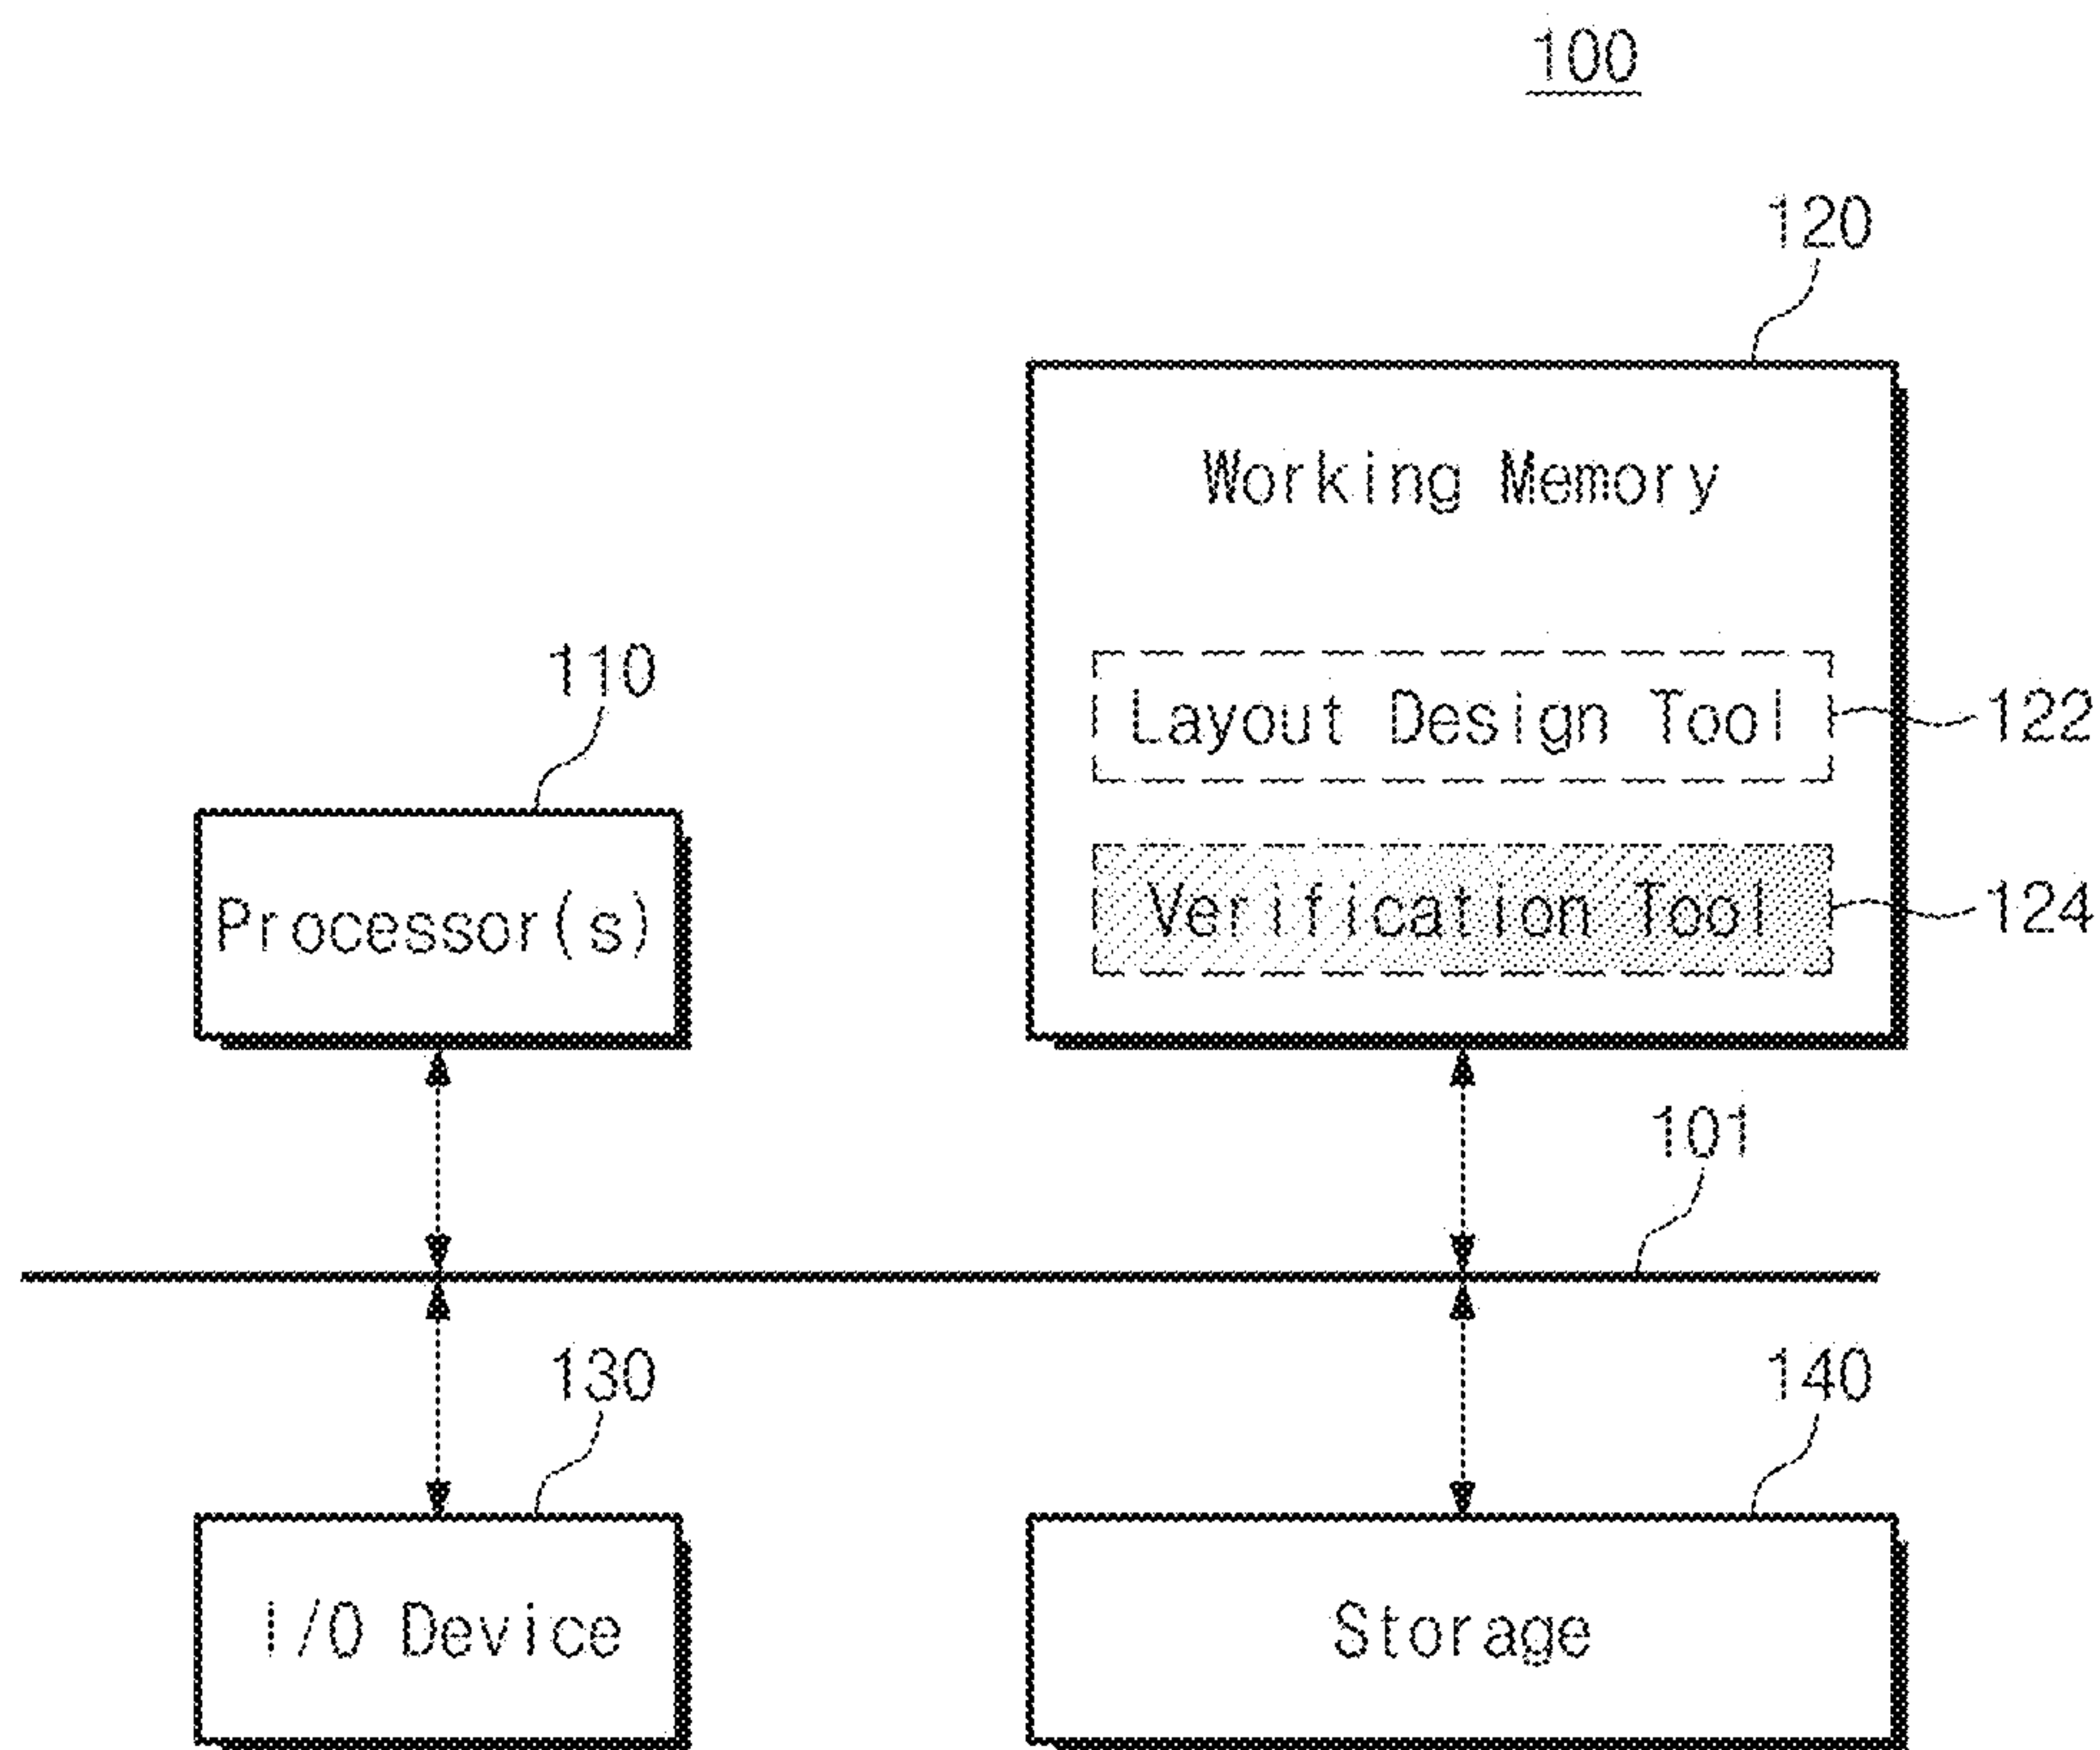 100
120
Working Memory
110
Layout Design Tool
122
Processor(s)
Verification Tool
124
101
130
140
I/O Device
Storage